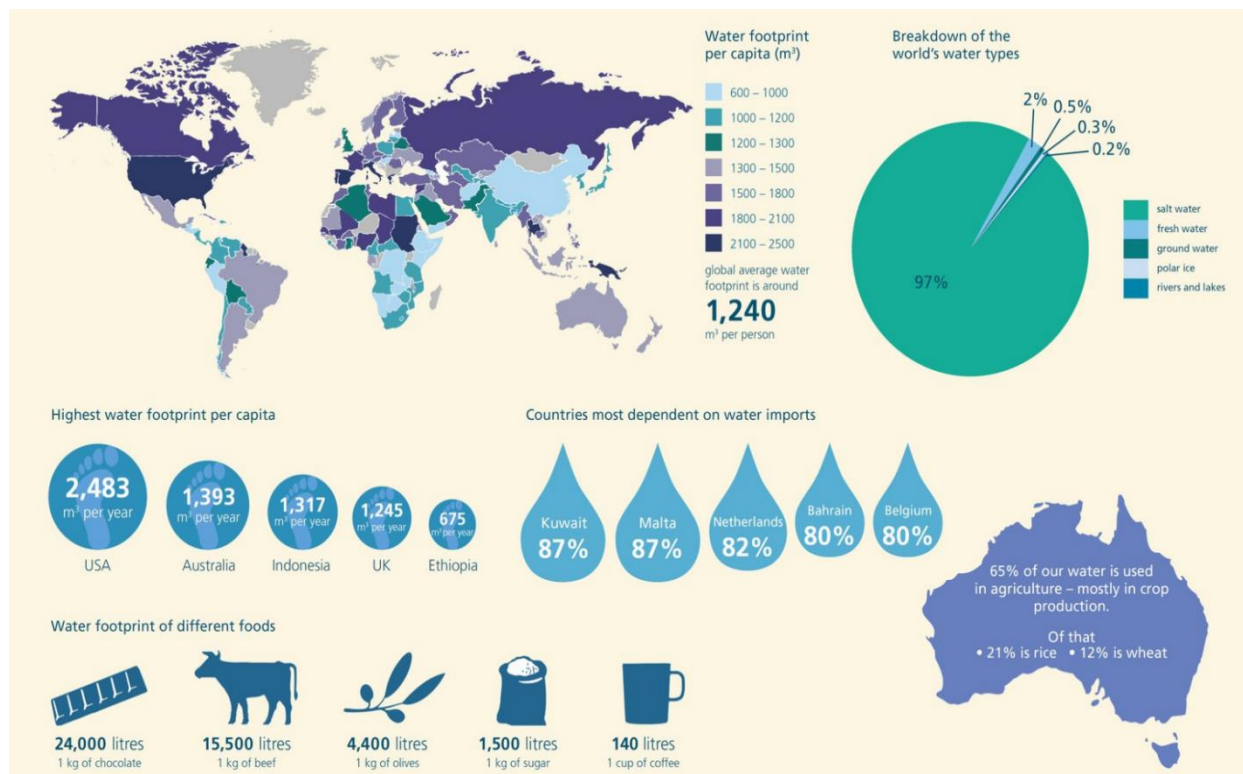 Water footprint
per capita (m³)
600 – 1000
1000 – 1200
1200 – 1300
1300 – 1500
1500 – 1800
1800 – 2100
2100 – 2500
global average water
footprint is around
1,240
m³ per person
Breakdown of the
world's water types
2%
0.5%
0.3%
0.2%
97%
salt water
fresh water
ground water
polar ice
rivers and lakes
Highest water footprint per capita
2,483
m³ per year
USA
1,393
m³ per year
Australia
1,317
m³ per year
Indonesia
1,245
m³ per year
UK
675
m³ per year
Ethiopia
Countries most dependent on water imports
Kuwait
87%
Malta
87%
Netherlands
82%
Bahrain
80%
Belgium
80%
65% of our water is used
in agriculture – mostly in crop
production.
Of that
• 21% is rice • 12% is wheat
Water footprint of different foods
24,000 litres
1 kg of chocolate
15,500 litres
1 kg of beef
4,400 litres
1 kg of olives
1,500 litres
1 kg of sugar
140 litres
1 cup of coffee